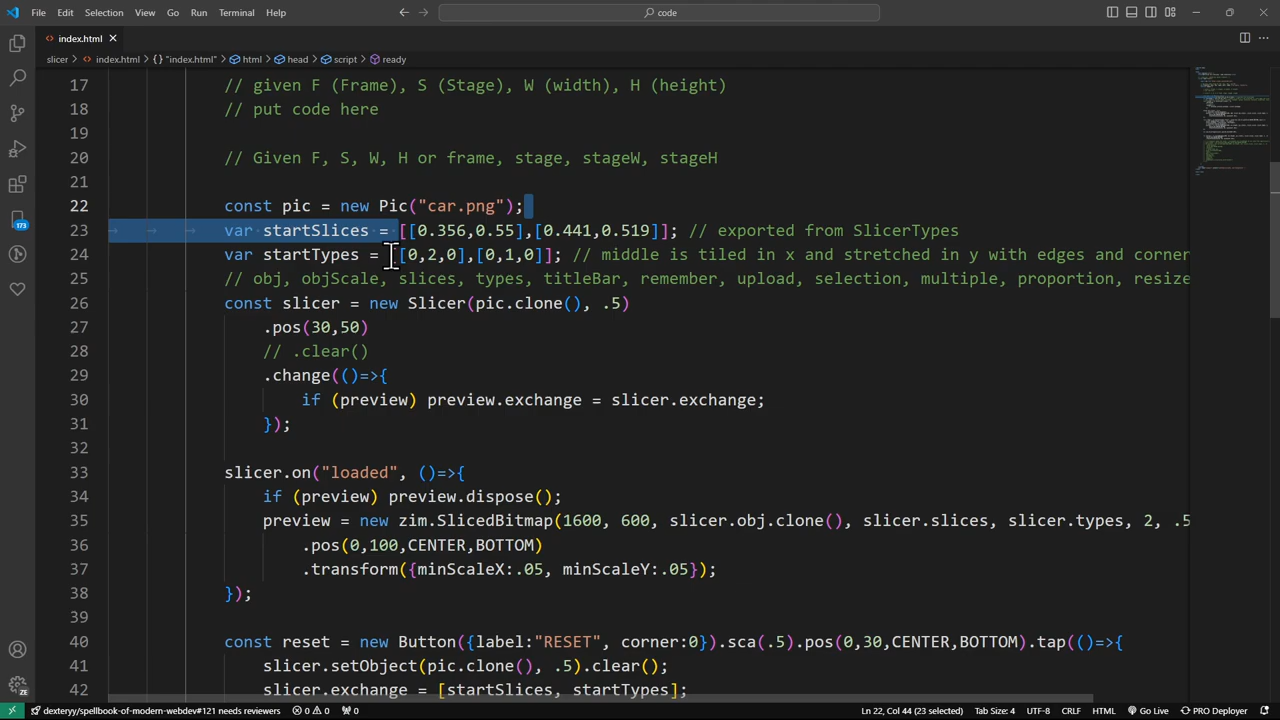 File Edit Selection View Go Run Terminal Help
code
index.html
slicer > index.html > "index.html" > html > head > script > ready
17 // given F (Frame), S (Stage), W (width), H (height)
18 // put code here
19
20 // Given F, S, W, H or frame, stage, stageW, stageH
21
22 const pic = new Pic("car.png");
23 var startSlices = [[0.356,0.55],[0.441,0.519]]; // exported from SlicerTypes
24 var startTypes = [[0,2,0],[0,1,0]]; // middle is tiled in x and stretched in y with edges and corner
25 // obj, objScale, slices, types, titleBar, remember, upload, selection, multiple, proportion, resize
26 const slicer = new Slicer(pic.clone(), .5)
27 .pos(30,50)
28 // .clear()
29 .change(()=>{
30 if (preview) preview.exchange = slicer.exchange;
31 });
32
33 slicer.on("loaded", ()=>{
34 if (preview) preview.dispose();
35 preview = new zim.SlicedBitmap(1600, 600, slicer.obj.clone(), slicer.slices, slicer.types, 2, .5
36 .pos(0,100,CENTER,BOTTOM)
37 .transform({minScaleX:.05, minScaleY:.05});
38 });
39
40 const reset = new Button({label:"RESET", corner:0}).sca(.5).pos(0,30,CENTER,BOTTOM).tap(()=>{
41 slicer.setObject(pic.clone(), .5).clear();
42 slicer.exchange = [startSlices, startTypes];
173
ZE
dexteryy/spellbook-of-modern-webdev#121 needs reviewers 0 0 0 Ln 22, Col 44 (23 selected) Tab Size: 4 UTF-8 CRLF HTML Go Live PRO Deployer